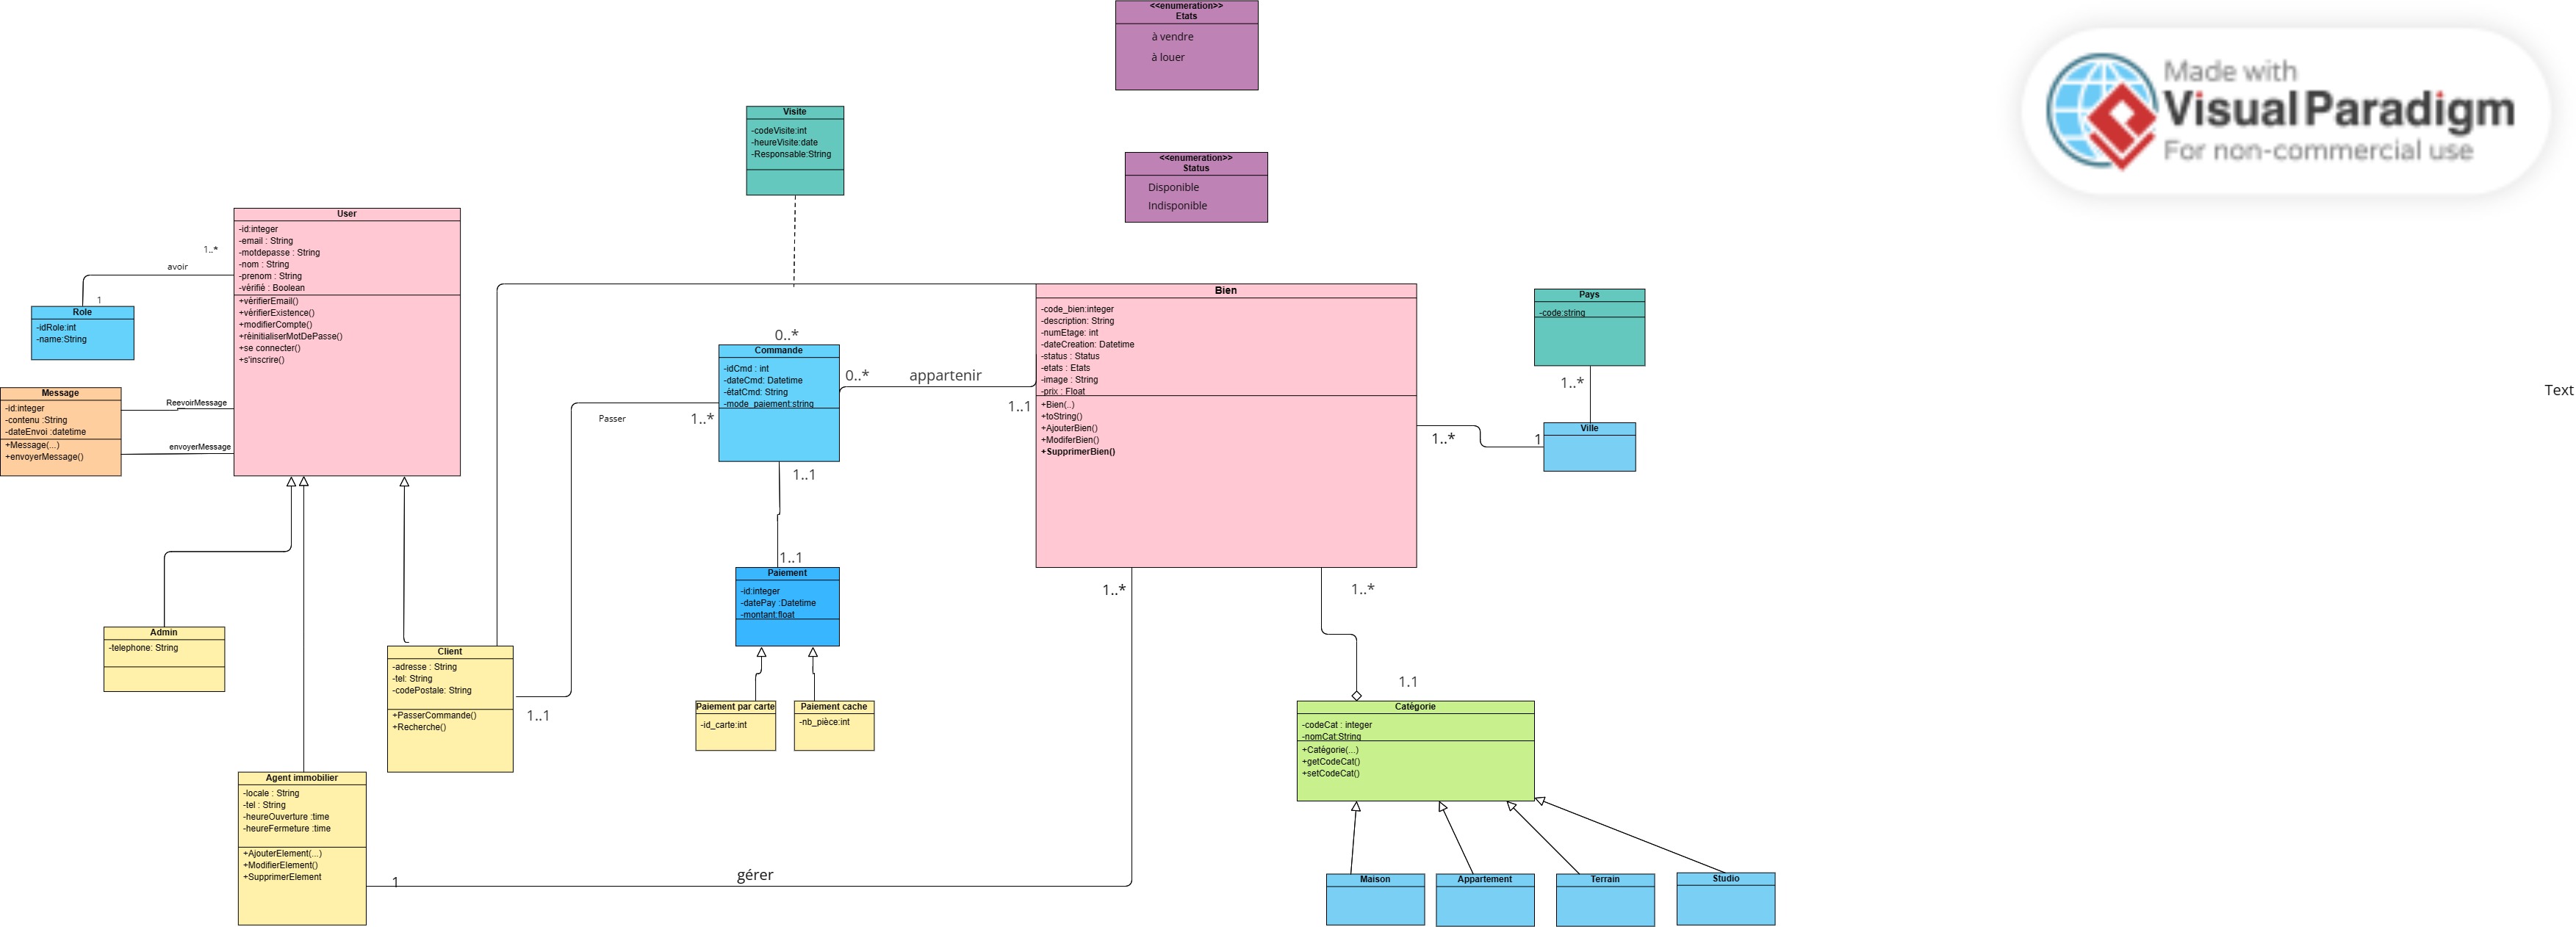 <<enumeration>>
Etats
à vendre
à louer
Made with
Visual Paradigm
For non-commercial use
Visite
-codeVisite:int
-heureVisite:date
-Responsable:String
<<enumeration>>
Status
Disponible
Indisponible
User
-id:integer
-email : String
-motdepasse : String
-nom : String
-prenom : String
-vérifié : Boolean
+vérifierEmail()
+vérifierExistence()
+modifierCompte()
+réinitialiserMotDePasse()
+se connecter()
+s'inscrire()
1..*
avoir
1
Role
-idRole:int
-name:String
Message
-id:integer
-contenu :String
-dateEnvoi :datetime
+Message(...)
+envoyerMessage()
ReevoirMessage
envoyerMessage
0..*
Commande
-idCmd : int
-dateCmd: Datetime
-étatCmd: String
-mode_paiement:string
0..*
appartenir
1..1
Passer
1..*
1..1
Bien
-code_bien:integer
-description: String
-numEtage: int
-dateCreation: Datetime
-status : Status
-etats : Etats
-image : String
-prix : Float
+Bien(..)
+toString()
+AjouterBien()
+ModiferBien()
+SupprimerBien()
Pays
-code:string
1..*
Ville
1..*
1
Text
1..1
Paiement
-id:integer
-datePay :Datetime
-montant:float
1..*
1..*
Admin
-telephone: String
Client
-adresse : String
-tel: String
-codePostale: String
+PasserCommande()
+Recherche()
1..1
Paiement par carte
-id_carte:int
Paiement cache
-nb_pièce:int
1.1
Catégorie
-codeCat : integer
-nomCat:String
+Catégorie(...)
+getCodeCat()
+setCodeCat()
Agent immobilier
-locale : String
-tel : String
-heureOuverture :time
-heureFermeture :time
+AjouterElement(...)
+ModifierElement()
+SupprimerElement
1
gérer
Maison
Appartement
Terrain
Studio